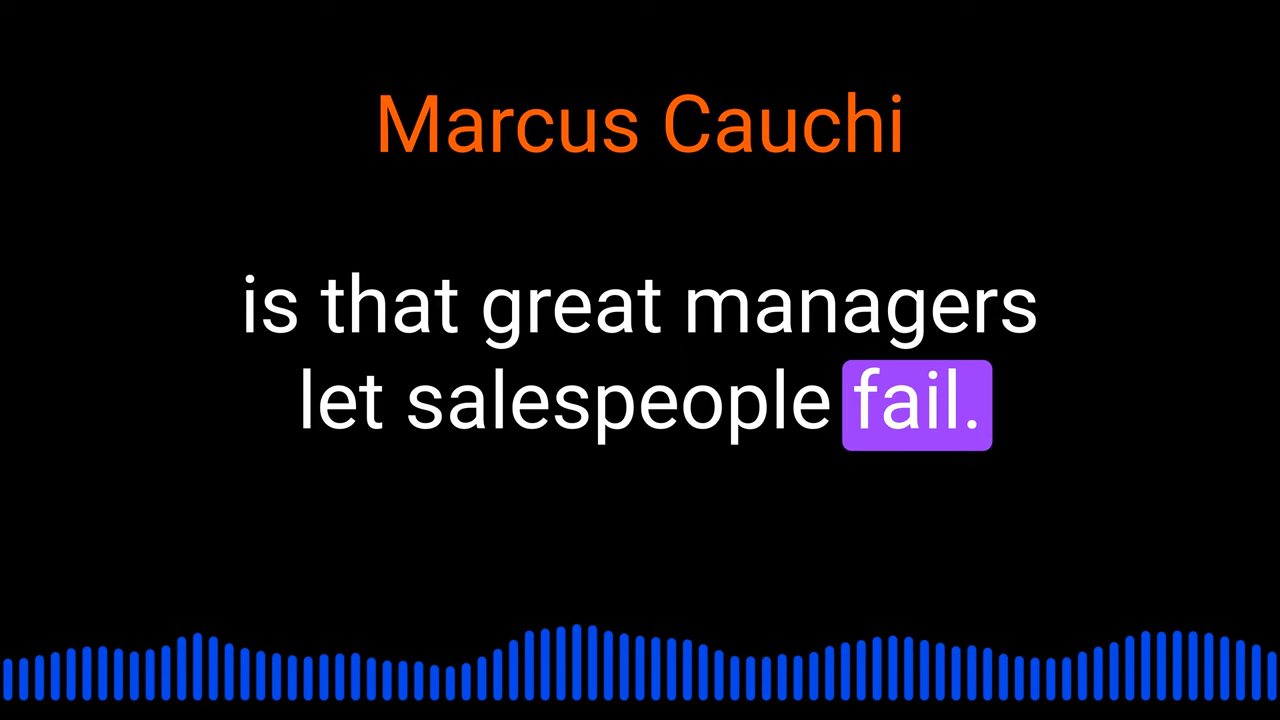 Marcus Cauchi
is that great managers
let salespeople fail.